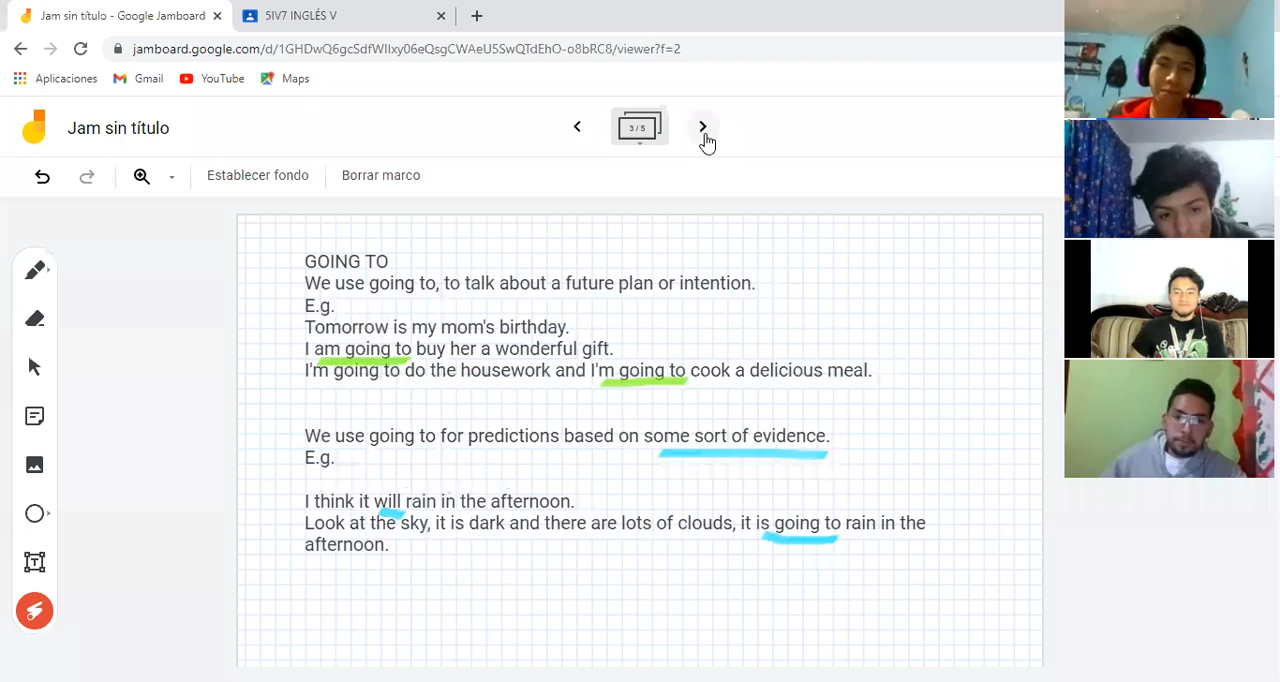 Jam sin título - Google Jamboard
5IV7 INGLÉS V
jamboard.google.com/d/1GHDwQ6gcSdfWIlxy06eQsgCWAeU5SwQTdEhO-o8bRC8/viewer?f=2
Aplicaciones Gmail YouTube Maps
Jam sin título
3 / 5
Establecer fondo Borrar marco
GOING TO
We use going to, to talk about a future plan or intention.
E.g.
Tomorrow is my mom's birthday.
I am going to buy her a wonderful gift.
I'm going to do the housework and I'm going to cook a delicious meal.
We use going to for predictions based on some sort of evidence.
E.g.
I think it will rain in the afternoon.
Look at the sky, it is dark and there are lots of clouds, it is going to rain in the
afternoon.